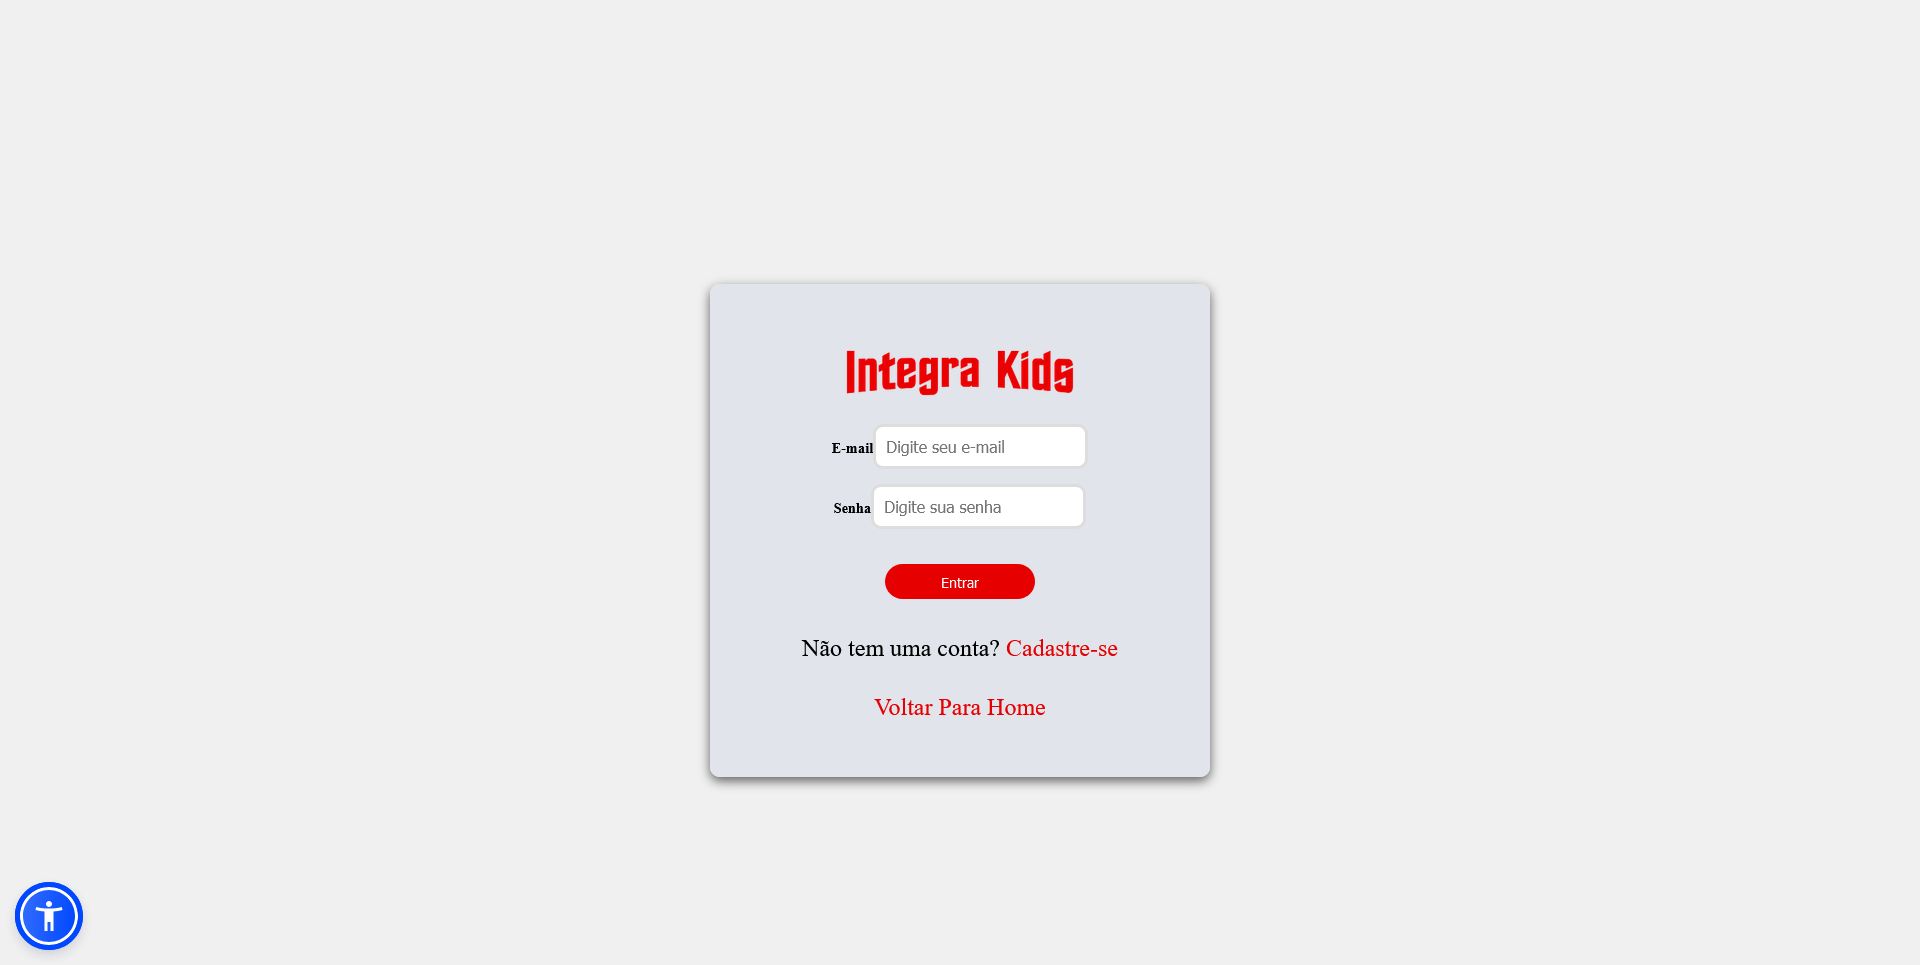 Integra Kids
E-mail Digite seu e-mail
Senha Digite sua senha
Entrar
Não tem uma conta? Cadastre-se
Voltar Para Home